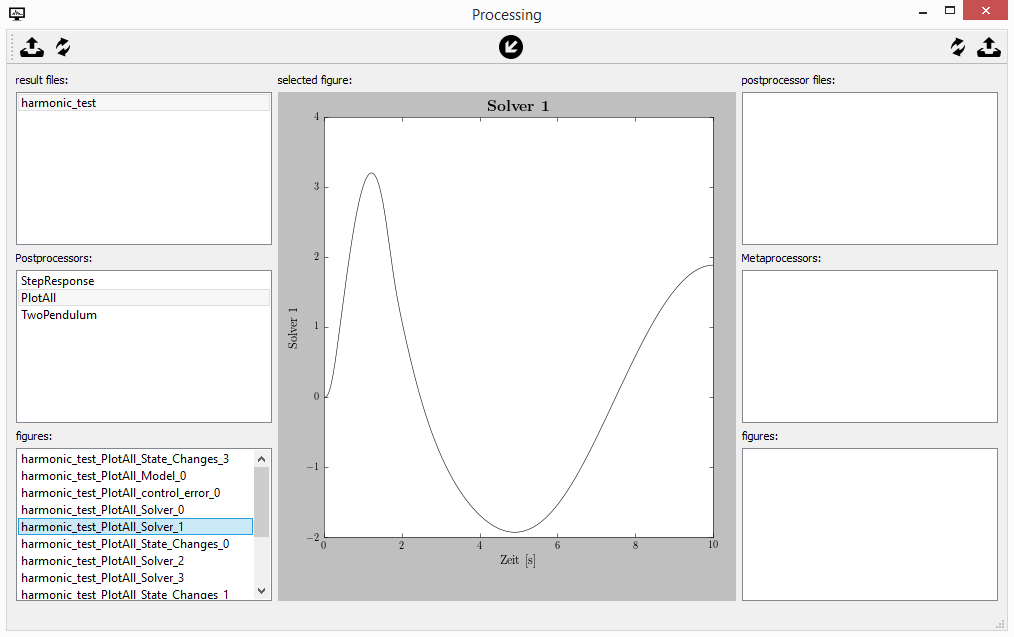 Processing
result files:
harmonic_test
Postprocessors:
StepResponse
PlotAll
TwoPendulum
figures:
harmonic_test_PlotAll_State_Changes_3
harmonic_test_PlotAll_Model_0
harmonic_test_PlotAll_control_error_0
harmonic_test_PlotAll_Solver_0
harmonic_test_PlotAll_Solver_1
harmonic_test_PlotAll_State_Changes_0
harmonic_test_PlotAll_Solver_2
harmonic_test_PlotAll_Solver_3
harmonic_test_PlotAll_State_Changes_1
selected figure:
Solver 1
4
3
2
1
0
−1
−2
Solver 1
0 2 4 6 8 10
Zeit [s]
postprocessor files:
Metaprocessors:
figures: